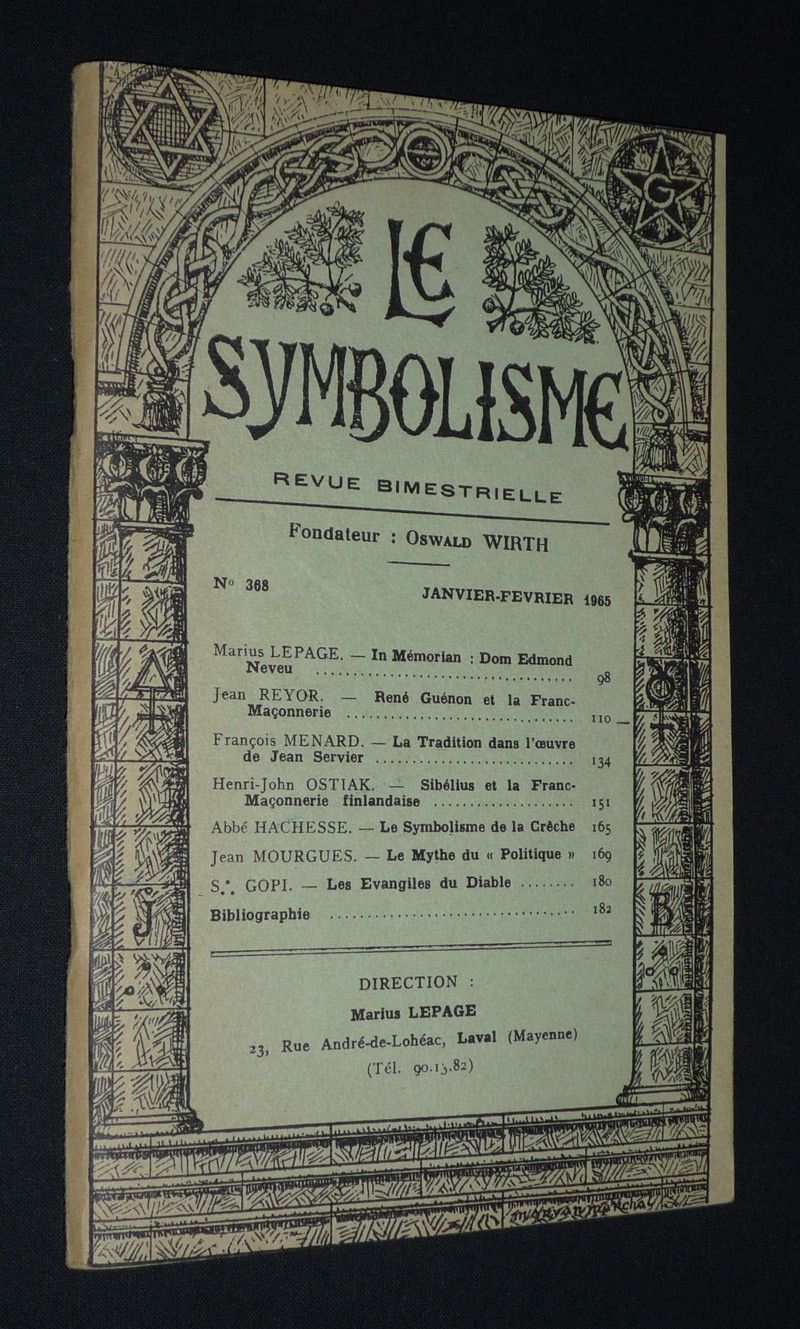 G
LE
SYMBOLISME
REVUE BIMESTRIELLE
Fondateur : OSWALD WIRTH
N° 368 JANVIER-FEVRIER 1965
Marius LEPAGE. — In Mémorian : Dom Edmond
Neveu .................................... 98
Jean REYOR. — René Guénon et la Franc-
Maçonnerie .............................. 110
François MENARD. — La Tradition dans l'œuvre
de Jean Servier .......................... 134
Henri-John OSTIAK. — Sibélius et la Franc-
Maçonnerie finlandaise .................. 151
Abbé HACHESSE. — Le Symbolisme de la Crêche 165
Jean MOURGUES. — Le Mythe du « Politique » 169
S∴ GOPI. — Les Evangiles du Diable ........ 180
Bibliographie .................................. 182
J
B
DIRECTION :
Marius LEPAGE
23, Rue André-de-Lohéac, Laval (Mayenne)
(Tél. 90.13.82)